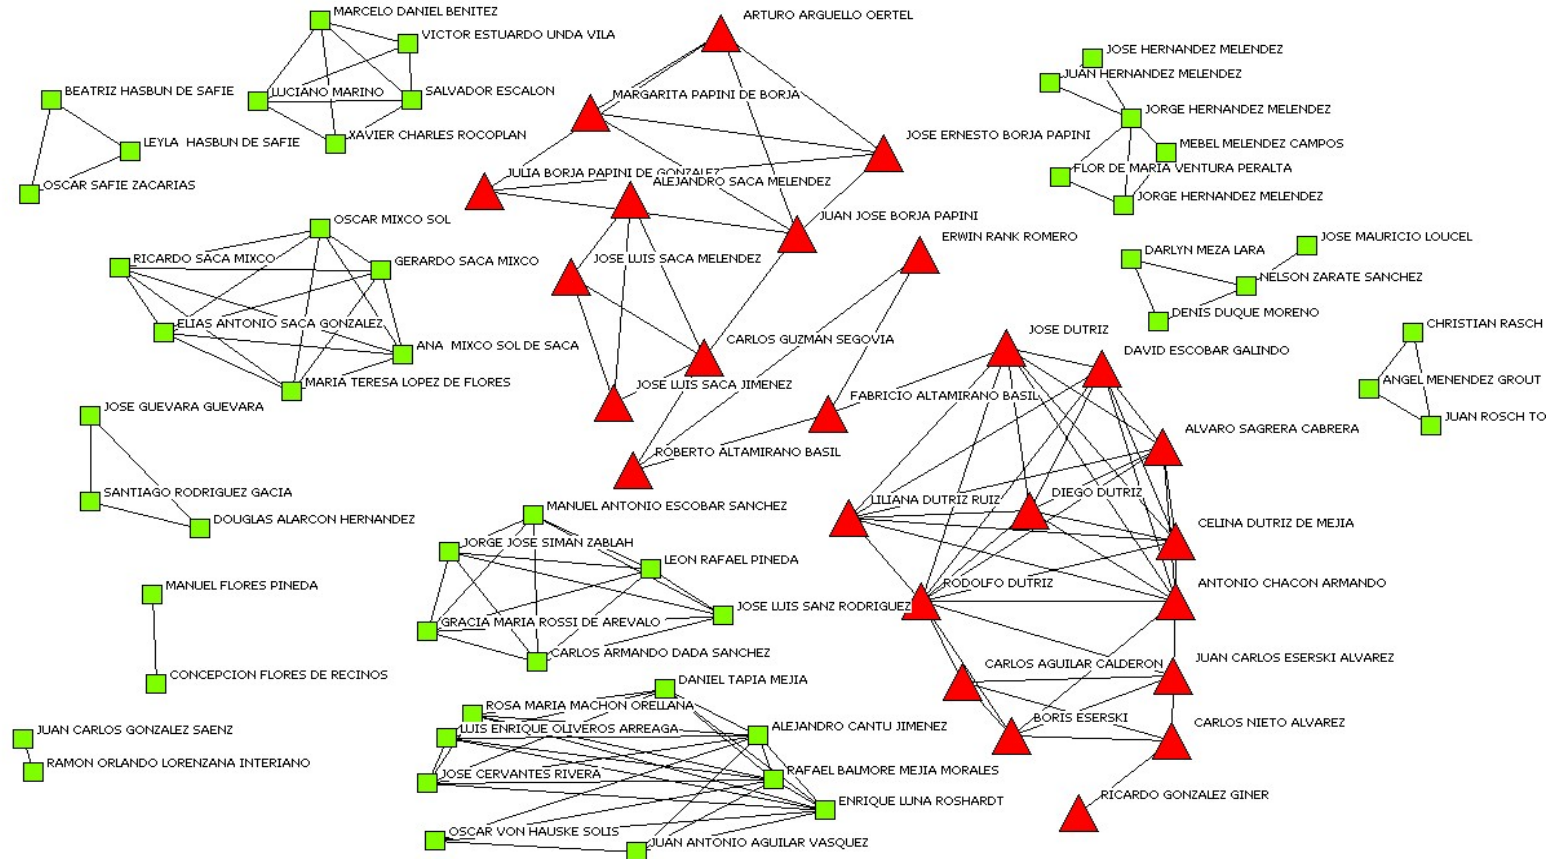 MARCELO DANIEL BENITEZ
ARTURO ARGUELLO OERTEL
VICTOR ESTUARDO UNDA VILA
JOSE HERNANDEZ MELENDEZ
JUAN HERNANDEZ MELENDEZ
BEATRIZ HASBUN DE SAFIE
LUCIANO MARINO
SALVADOR ESCALON
MARGARITA PAPINI DE BORJA
JORGE HERNANDEZ MELENDEZ
XAVIER CHARLES ROCOPLAN
JOSE ERNESTO BORJA PAPINI
LEYLA HASBUN DE SAFIE
MEBEL MELENDEZ CAMPOS
JULIA BORJA PAPINI DE GONZALEZ
FLOR DE MARIA VENTURA PERALTA
ALEJANDRO SACA MELENDEZ
OSCAR SAFIE ZACARIAS
JORGE HERNANDEZ MELENDEZ
OSCAR MIXCO SOL
JUAN JOSE BORJA PAPINI
ERWIN RANK ROMERO
JOSE MAURICIO LOUCEL
DARLYN MEZA LARA
RICARDO SACA MIXCO
GERARDO SACA MIXCO
JOSE LUIS SACA MELENDEZ
NELSON ZARATE SANCHEZ
DENIS DUQUE MORENO
ELIAS ANTONIO SACA GONZALEZ
CHRISTIAN RASCH
JOSE DUTRIZ
CARLOS GUZMAN SEGOVIA
ANA MIXCO SOL DE SACA
DAVID ESCOBAR GALINDO
MARIA TERESA LOPEZ DE FLORES
JOSE LUIS SACA JIMENEZ
ANGEL MENENDEZ GROUT
FABRICIO ALTAMIRANO BASIL
JOSE GUEVARA GUEVARA
JUAN ROSCH TO
ALVARO SAGRERA CABRERA
ROBERTO ALTAMIRANO BASIL
SANTIAGO RODRIGUEZ GACIA
DIEGO DUTRIZ
LILIANA DUTRIZ RUIZ
MANUEL ANTONIO ESCOBAR SANCHEZ
DOUGLAS ALARCON HERNANDEZ
CELINA DUTRIZ DE MEJIA
JORGE JOSE SIMAN ZABLAH
LEON RAFAEL PINEDA
RODOLFO DUTRIZ
ANTONIO CHACON ARMANDO
MANUEL FLORES PINEDA
JOSE LUIS SANZ RODRIGUEZ
GRACIA MARIA ROSSI DE AREVALO
CARLOS ARMANDO DADA SANCHEZ
JUAN CARLOS ESERSKI ALVAREZ
CARLOS AGUILAR CALDERON
CONCEPCION FLORES DE RECINOS
DANIEL TAPIA MEJIA
ROSA MARIA MACHON ORELLANA
BORIS ESERSKI
CARLOS NIETO ALVAREZ
ALEJANDRO CANTU JIMENEZ
LUIS ENRIQUE OLIVEROS ARREAGA
JUAN CARLOS GONZALEZ SAENZ
RAMON ORLANDO LORENZANA INTERIANO
RAFAEL BALMORE MEJIA MORALES
JOSE CERVANTES RIVERA
RICARDO GONZALEZ GINER
ENRIQUE LUNA ROSHARDT
OSCAR VON HAUSKE SOLIS
JUAN ANTONIO AGUILAR VASQUEZ